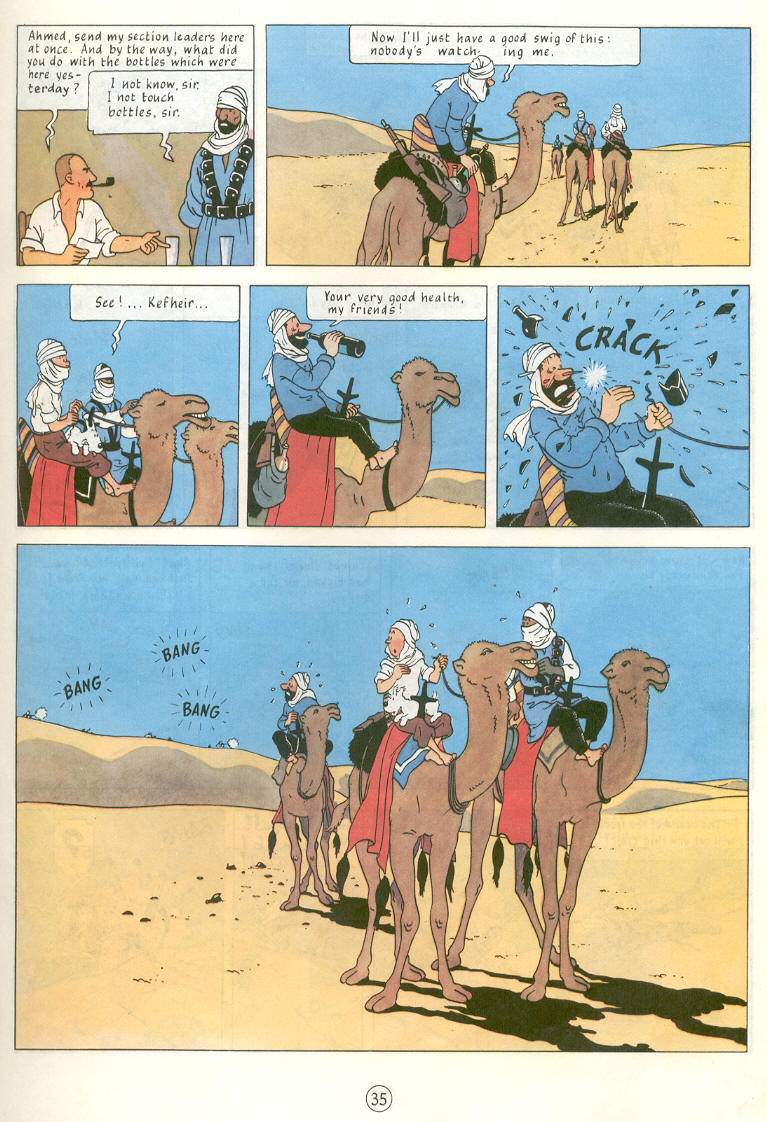 Ahmed, send my section leaders here
at once. And by the way, what did
you do with the bottles which were
here yes-
terday?
I not know, sir.
I not touch
bottles, sir.
Now I'll just have a good swig of this:
nobody's watch- ing me.
See! ... Kefheir...
Your very good health,
my friends!
CRACK
BANG
BANG
BANG
35